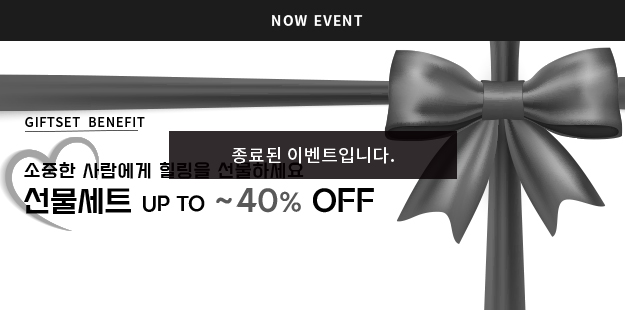 NOW EVENT
GIFTSET BENEFIT
종료된 이벤트입니다.
소중한 사람에게 힐링을 선물하세요
선물세트 UP TO ~40% OFF